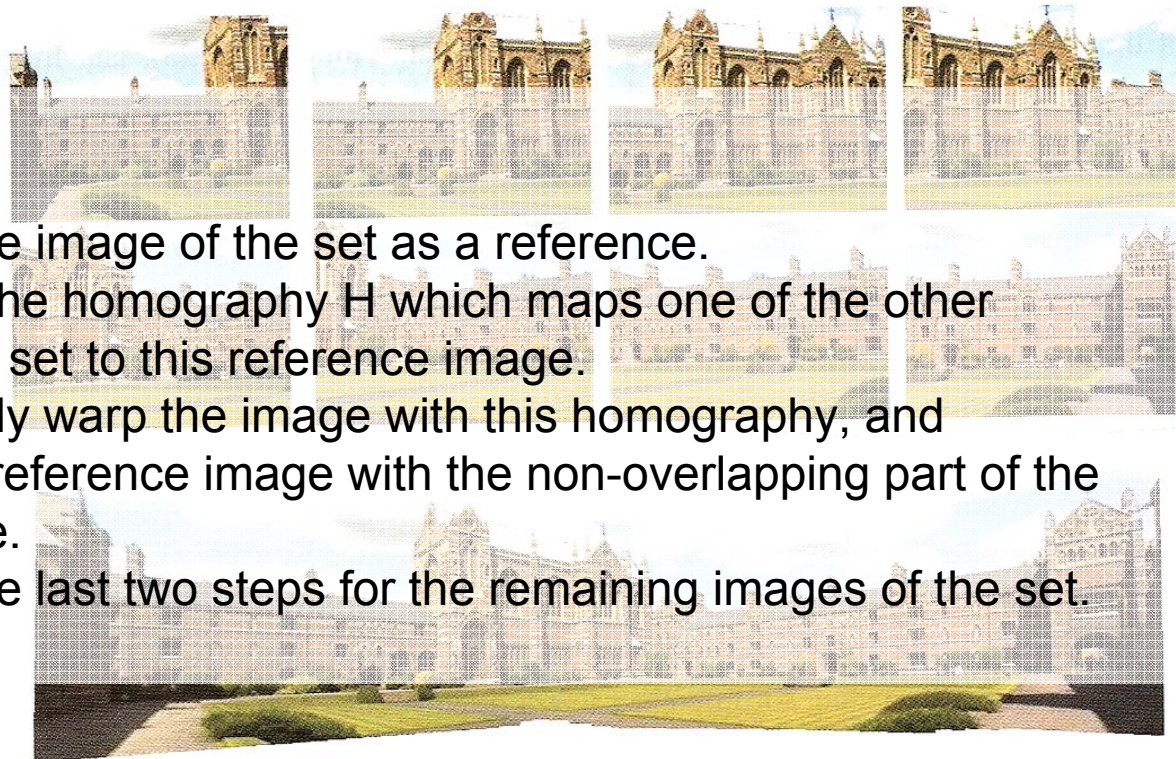 e image of the set as a reference.
he homography H which maps one of the other
set to this reference image.
ly warp the image with this homography, and
reference image with the non-overlapping part of the
e.
e last two steps for the remaining images of the set.